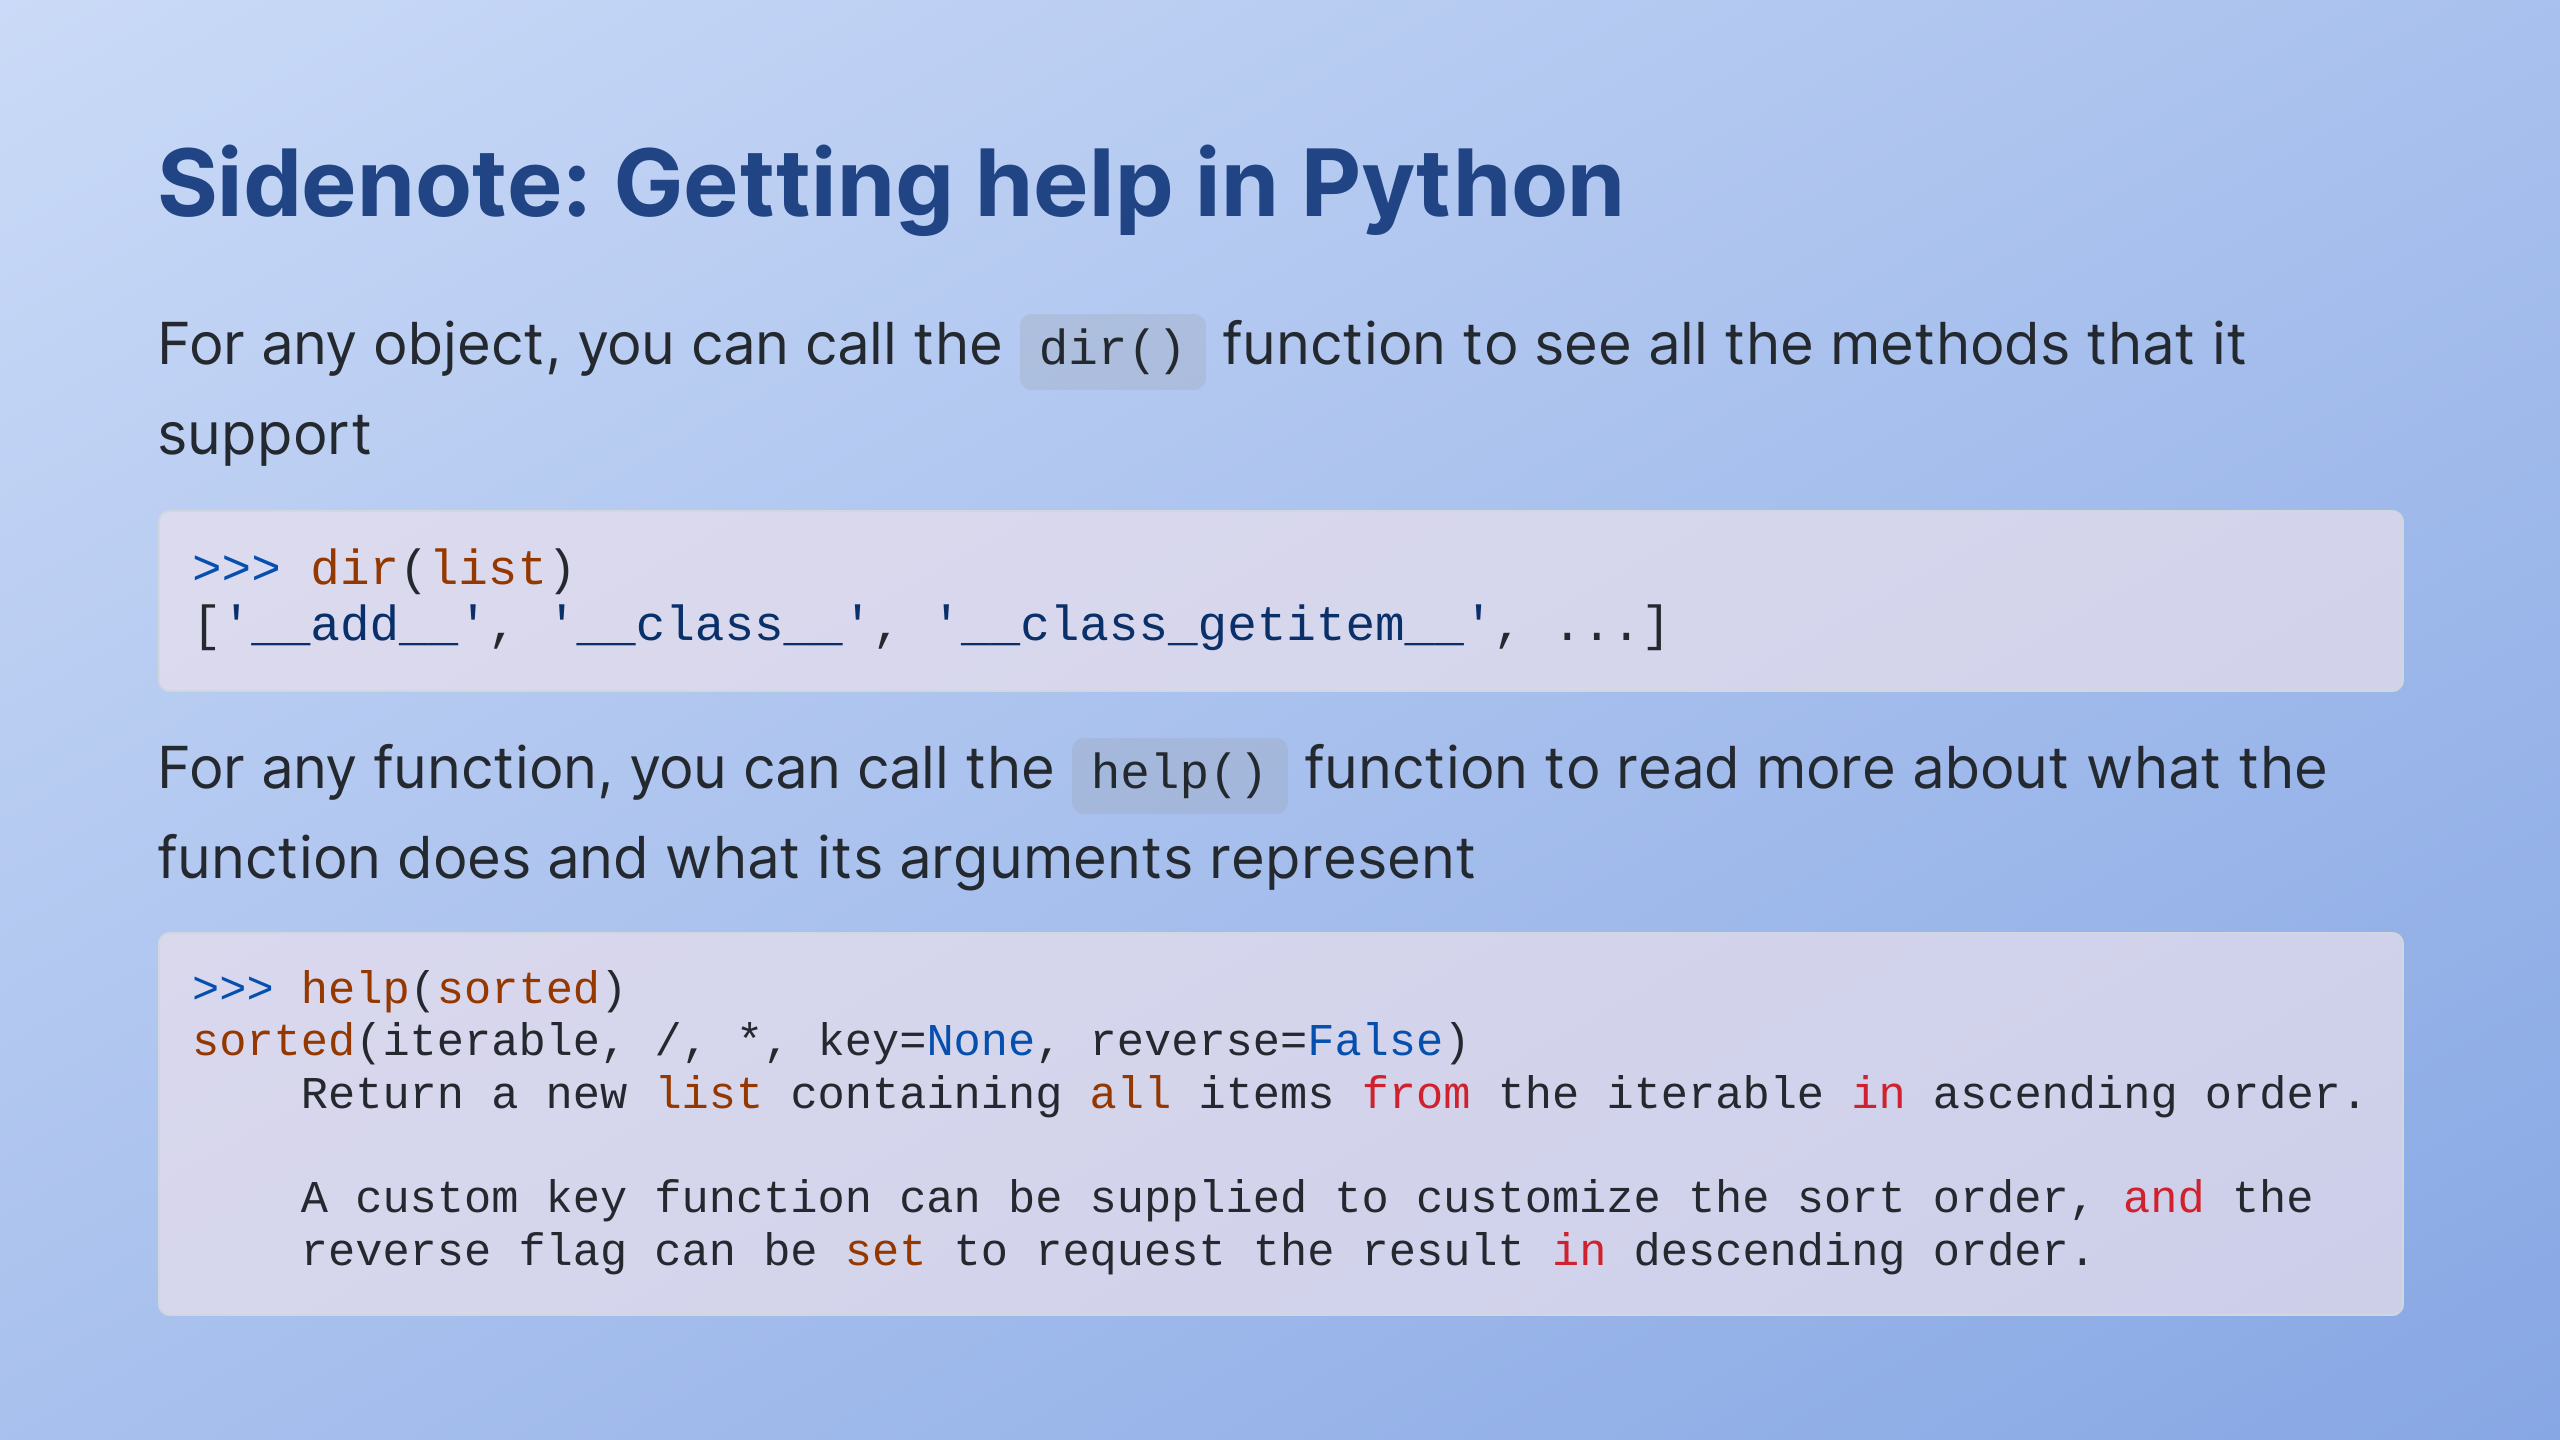 Sidenote: Getting help in Python
For any object, you can call the dir() function to see all the methods that it
support
>>> dir(list)
['__add__', '__class__', '__class_getitem__', ...]
For any function, you can call the help() function to read more about what the
function does and what its arguments represent
>>> help(sorted)
sorted(iterable, /, *, key=None, reverse=False)
    Return a new list containing all items from the iterable in ascending order.
    A custom key function can be supplied to customize the sort order, and the
    reverse flag can be set to request the result in descending order.